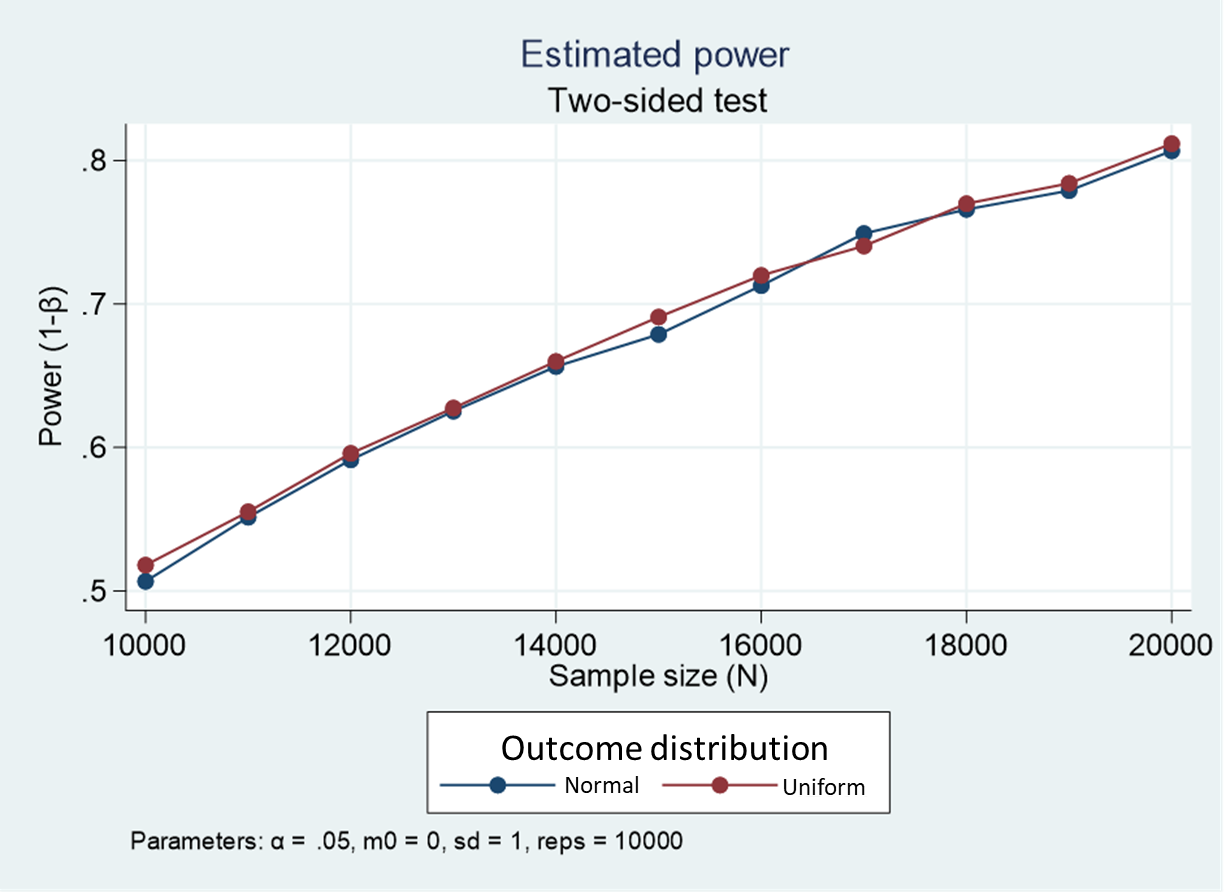 Estimated power
Two-sided test
.8
.7
.6
.5
Power (1-β)
10000 12000 14000 16000 18000 20000
Sample size (N)
Outcome distribution
Normal Uniform
Parameters: α = .05, m0 = 0, sd = 1, reps = 10000